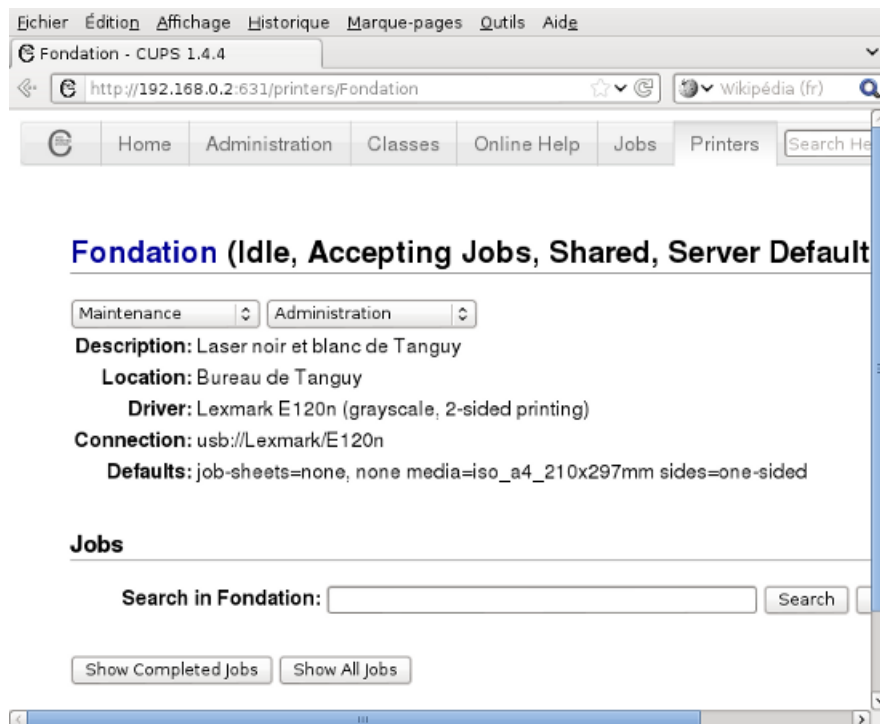 Fichier Édition Affichage Historique Marque-pages Outils Aide
Fondation - CUPS 1.4.4
http://192.168.0.2:631/printers/Fondation Wikipédia (fr)
Home Administration Classes Online Help Jobs Printers Search He
Fondation (Idle, Accepting Jobs, Shared, Server Default
Maintenance Administration
Description: Laser noir et blanc de Tanguy
Location: Bureau de Tanguy
Driver: Lexmark E120n (grayscale, 2-sided printing)
Connection: usb://Lexmark/E120n
Defaults: job-sheets=none, none media=iso_a4_210x297mm sides=one-sided
Jobs
Search in Fondation: Search
Show Completed Jobs Show All Jobs